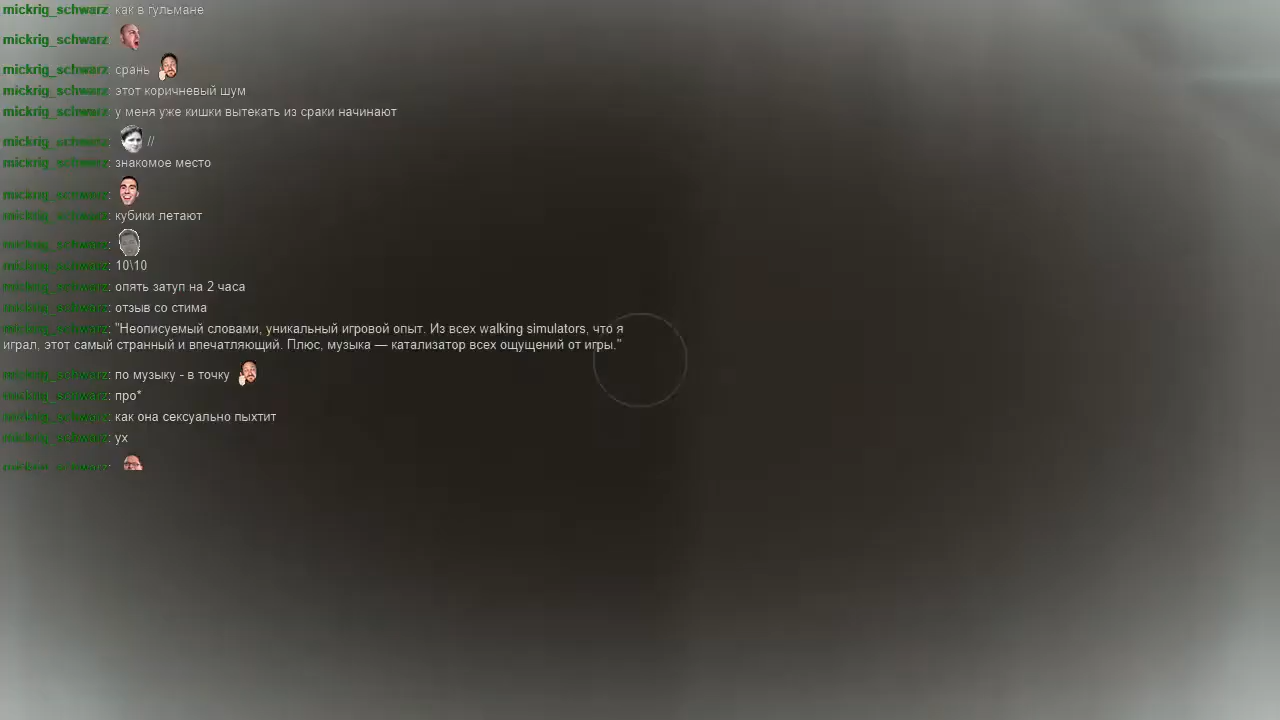 mickrig_schwarz: как в гульмане
mickrig_schwarz:
mickrig_schwarz: срань
mickrig_schwarz: этот коричневый шум
mickrig_schwarz: у меня уже кишки вытекать из сраки начинают
mickrig_schwarz: //
mickrig_schwarz: знакомое место
mickrig_schwarz:
mickrig_schwarz: кубики летают
mickrig_schwarz:
mickrig_schwarz: 10\10
mickrig_schwarz: опять затуп на 2 часа
mickrig_schwarz: отзыв со стима
mickrig_schwarz: "Неописуемый словами, уникальный игровой опыт. Из всех walking simulators, что я
играл, этот самый странный и впечатляющий. Плюс, музыка — катализатор всех ощущений от игры."
mickrig_schwarz: по музыку - в точку
mickrig_schwarz: про*
mickrig_schwarz: как она сексуально пыхтит
mickrig_schwarz: ух
mickrig_schwarz: